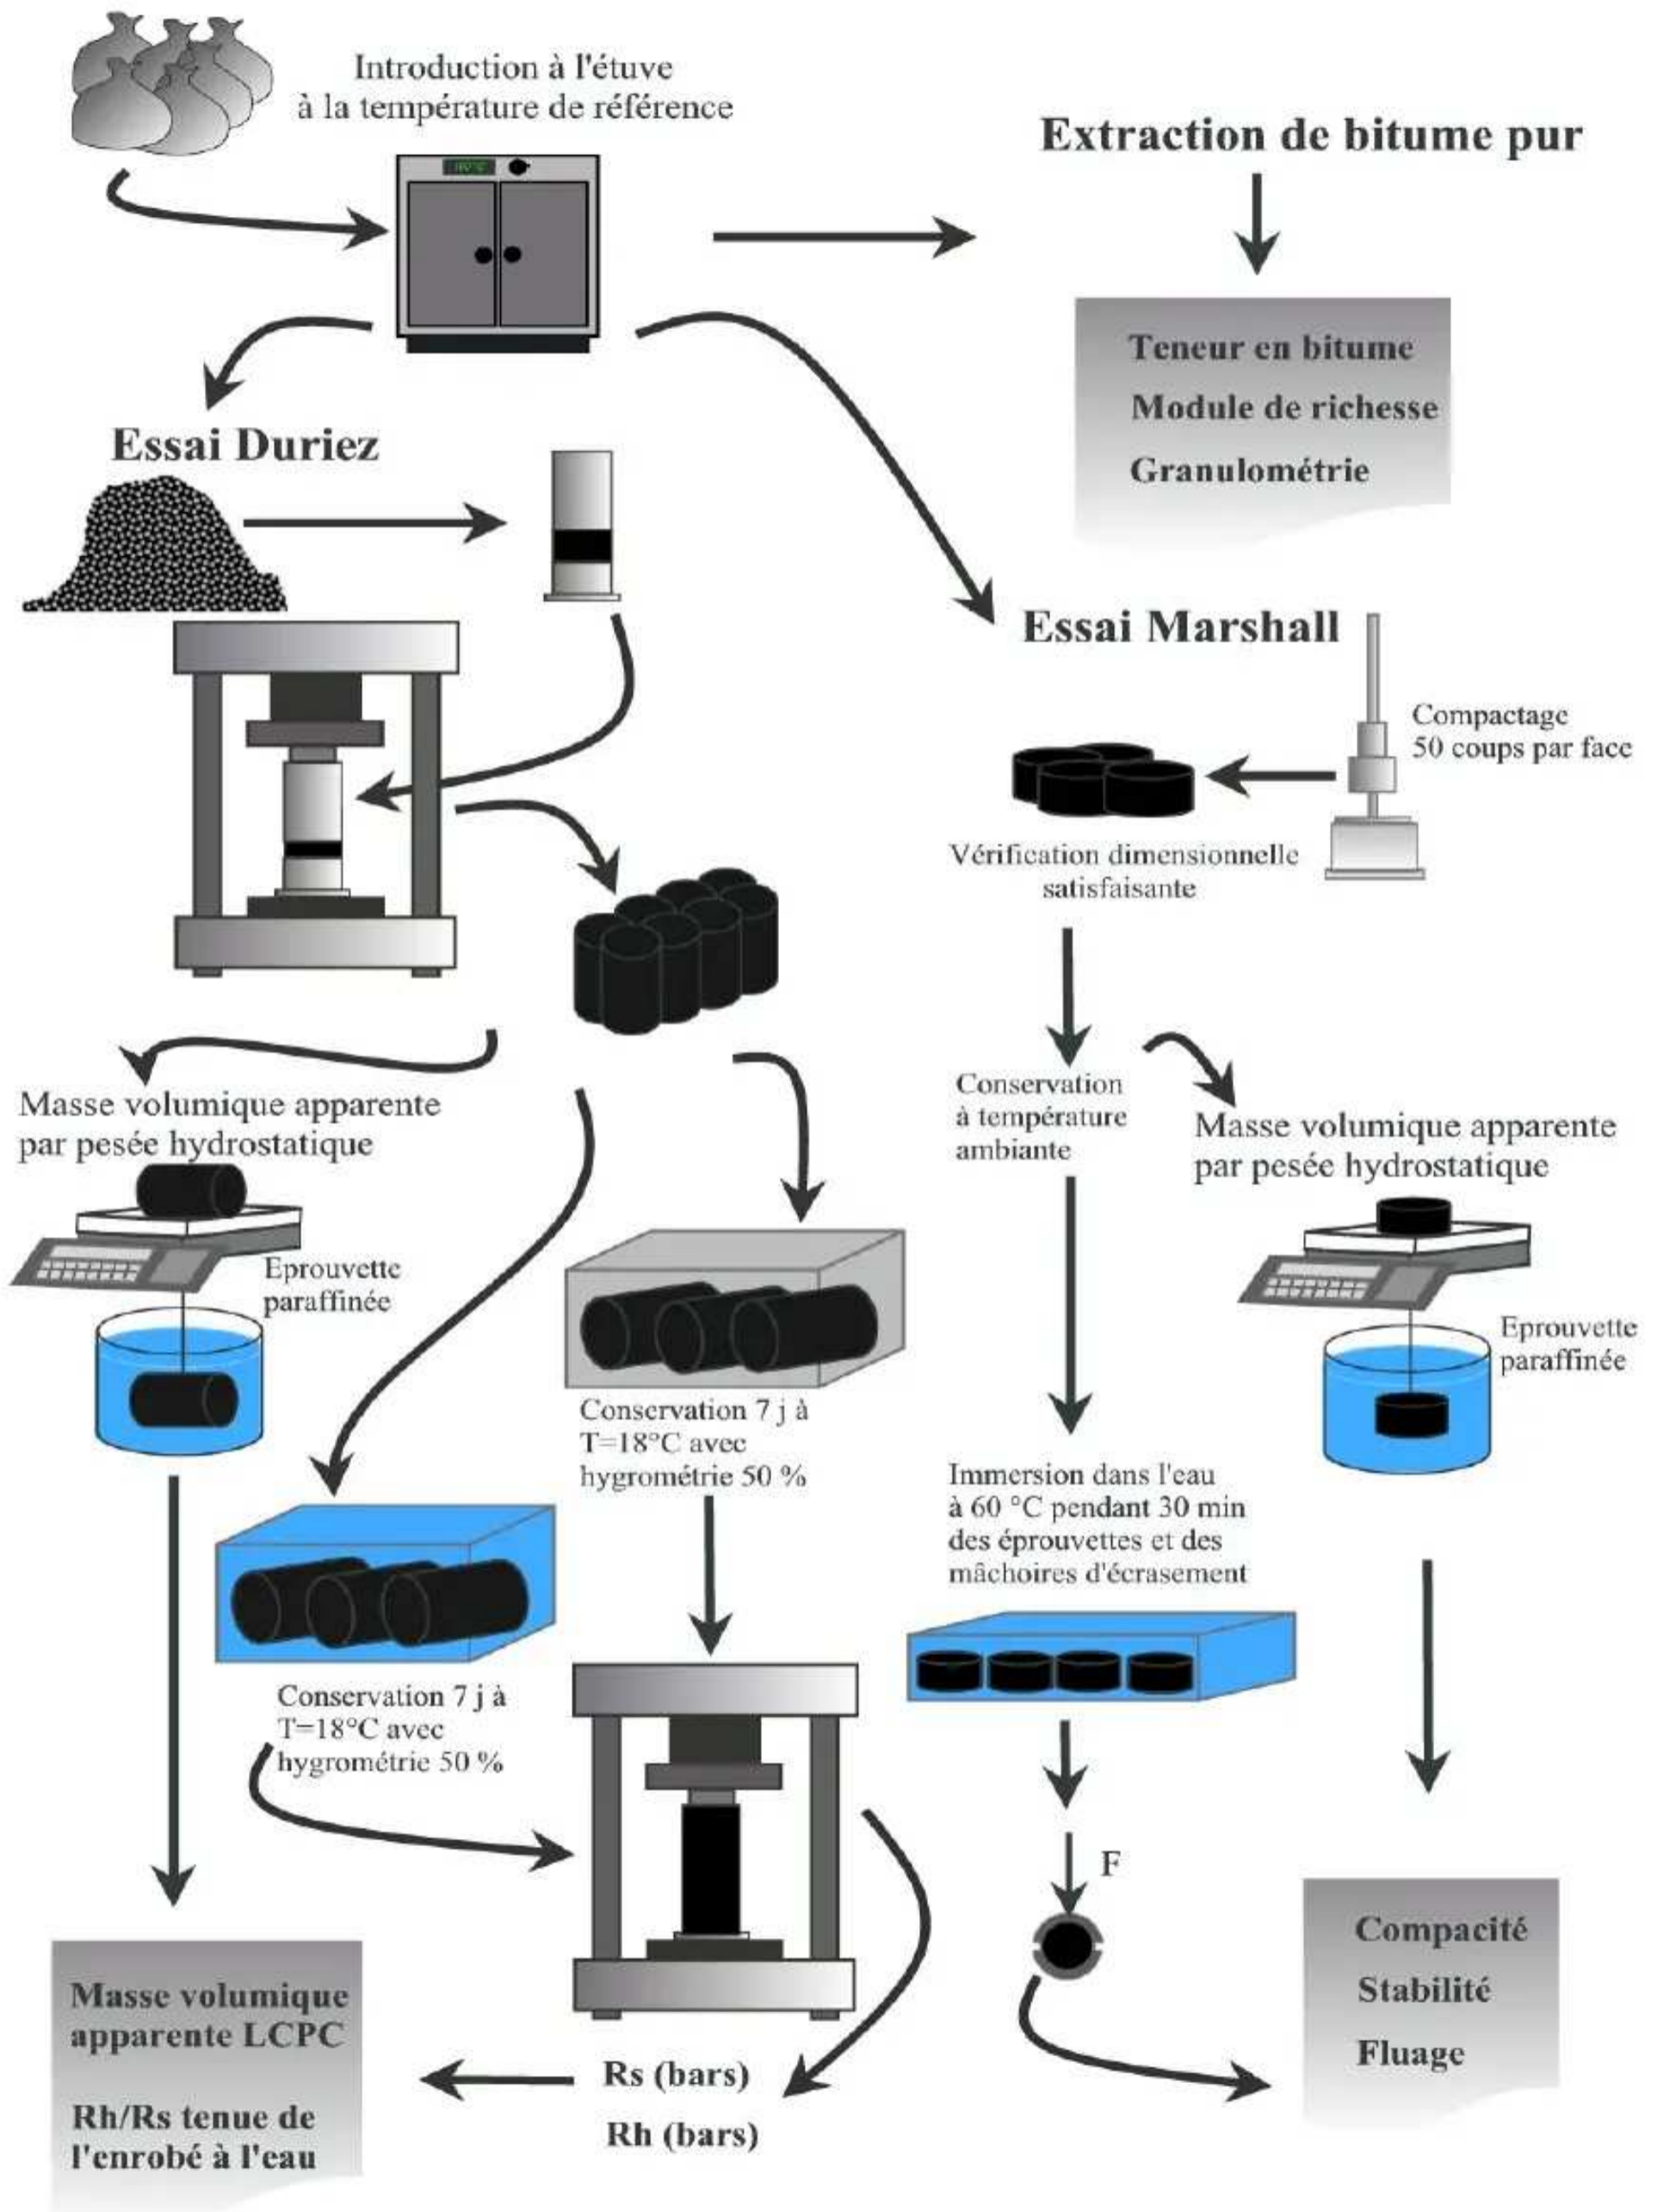 Introduction à l'étuve
à la température de référence
Extraction de bitume pur
Teneur en bitume
Module de richesse
Granulométrie
Essai Duriez
Essai Marshall
Compactage
50 coups par face
Vérification dimensionnelle
satisfaisante
Masse volumique apparente
par pesée hydrostatique
Eprouvette
paraffinée
Conservation
à température
ambiante
Masse volumique apparente
par pesée hydrostatique
Eprouvette
paraffinée
Conservation 7 j à
T=18°C avec
hygrométrie 50 %
Immersion dans l'eau
à 60 °C pendant 30 min
des éprouvettes et des
mâchoires d'écrasement
Conservation 7 j à
T=18°C avec
hygrométrie 50 %
F
Masse volumique
apparente LCPC
Rh/Rs tenue de
l'enrobé à l'eau
Rs (bars)
Rh (bars)
Compacité
Stabilité
Fluage